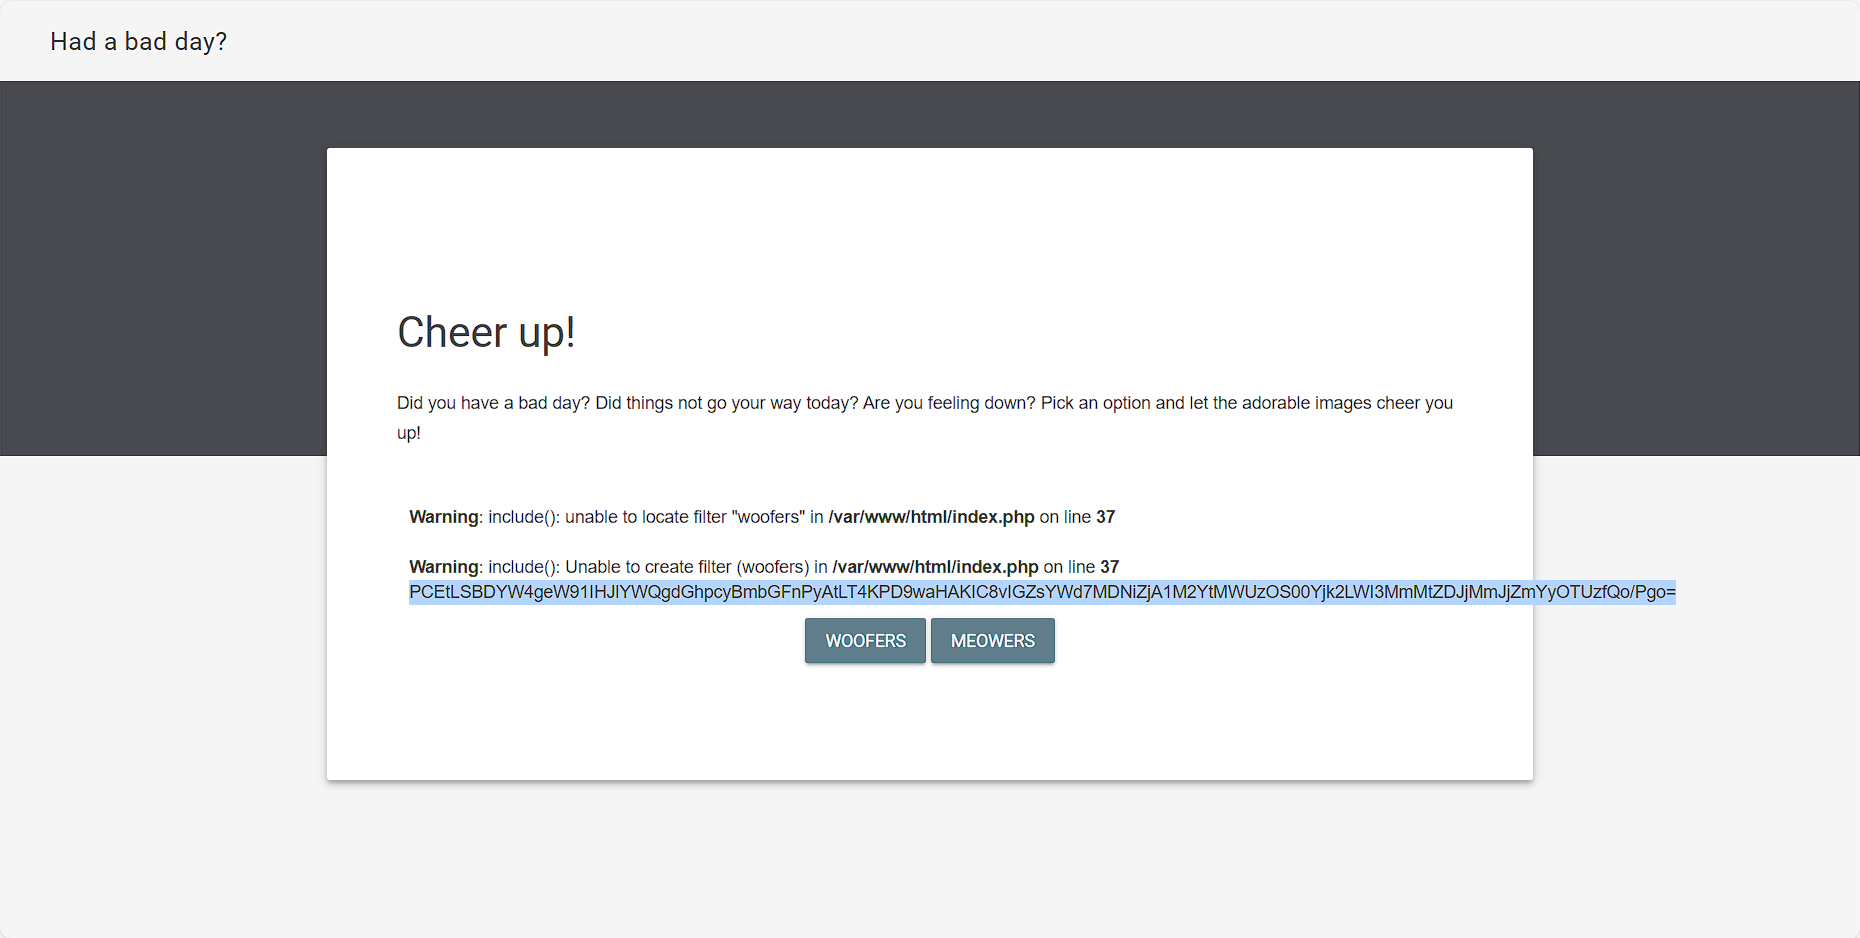 Had a bad day?
Cheer up!
Did you have a bad day? Did things not go your way today? Are you feeling down? Pick an option and let the adorable images cheer you
up!
Warning: include(): unable to locate filter "woofers" in /var/www/html/index.php on line 37
Warning: include(): Unable to create filter (woofers) in /var/www/html/index.php on line 37
PCEtLSBDYW4geW91IHJlYWQgdGhpcyBmbGFnPyAtLT4KPD9waHAKIC8vIGZsYWd7MDNiZjA1M2YtMWUzOS00Yjk2LWI3MmMtZDJjMmJjZmYyOTUzfQo/Pgo=
WOOFERS MEOWERS